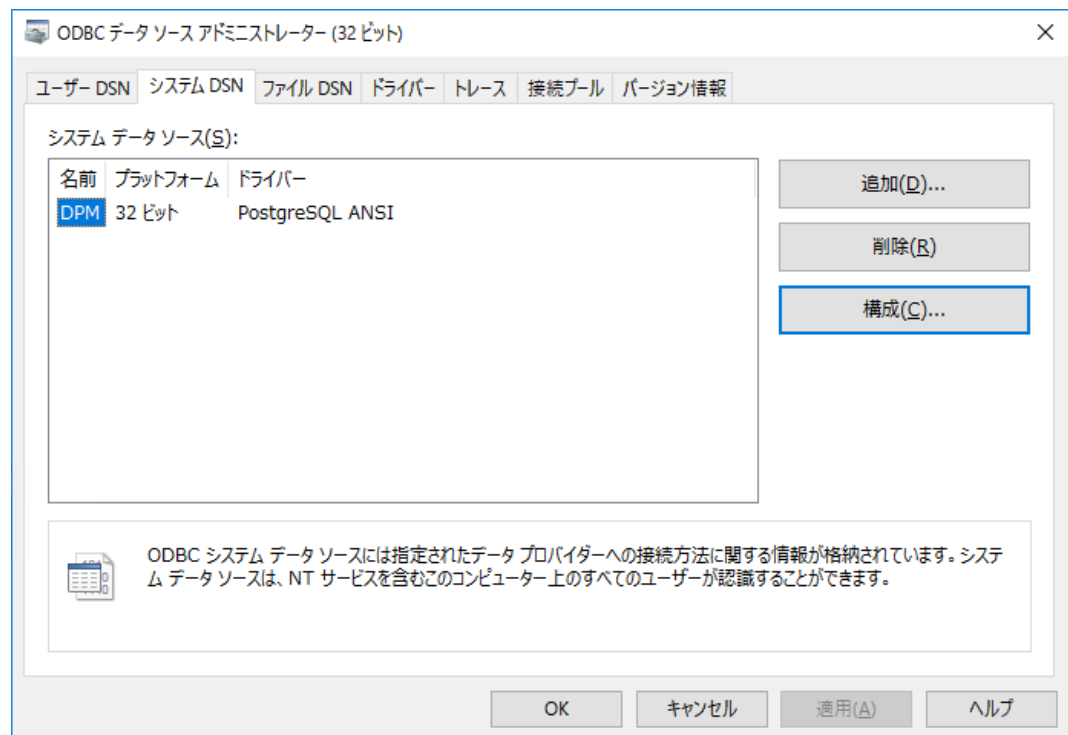 ODBC データ ソース アドミニストレーター (32 ビット)
ユーザー DSN システム DSN ファイル DSN ドライバー トレース 接続プール バージョン情報
システム データ ソース(S):
名前 プラットフォーム ドライバー
DPM 32 ビット PostgreSQL ANSI
追加(D)...
削除(R)
構成(C)...
ODBC システム データ ソースには指定されたデータ プロバイダーへの接続方法に関する情報が格納されています。システ
ム データ ソースは、NT サービスを含むこのコンピューター上のすべてのユーザーが認識することができます。
OK キャンセル 適用(A) ヘルプ